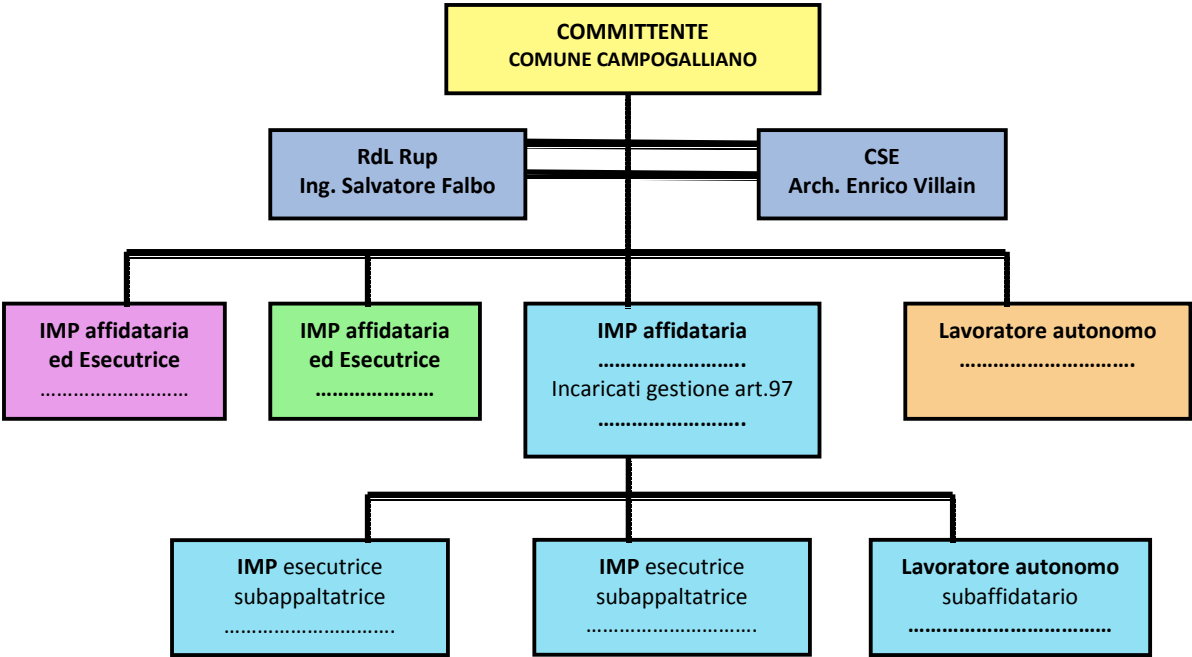 COMMITTENTE
COMUNE CAMPOGALLIANO
RdL Rup
Ing. Salvatore Falbo
CSE
Arch. Enrico Villain
IMP affidataria
ed Esecutrice
………………………
IMP affidataria
ed Esecutrice
…………………
IMP affidataria
……………………..
Incaricati gestione art.97
……………………..
Lavoratore autonomo
………………………….
IMP esecutrice
subappaltatrice
………………………….
IMP esecutrice
subappaltatrice
………………………….
Lavoratore autonomo
subaffidatario
………………………………